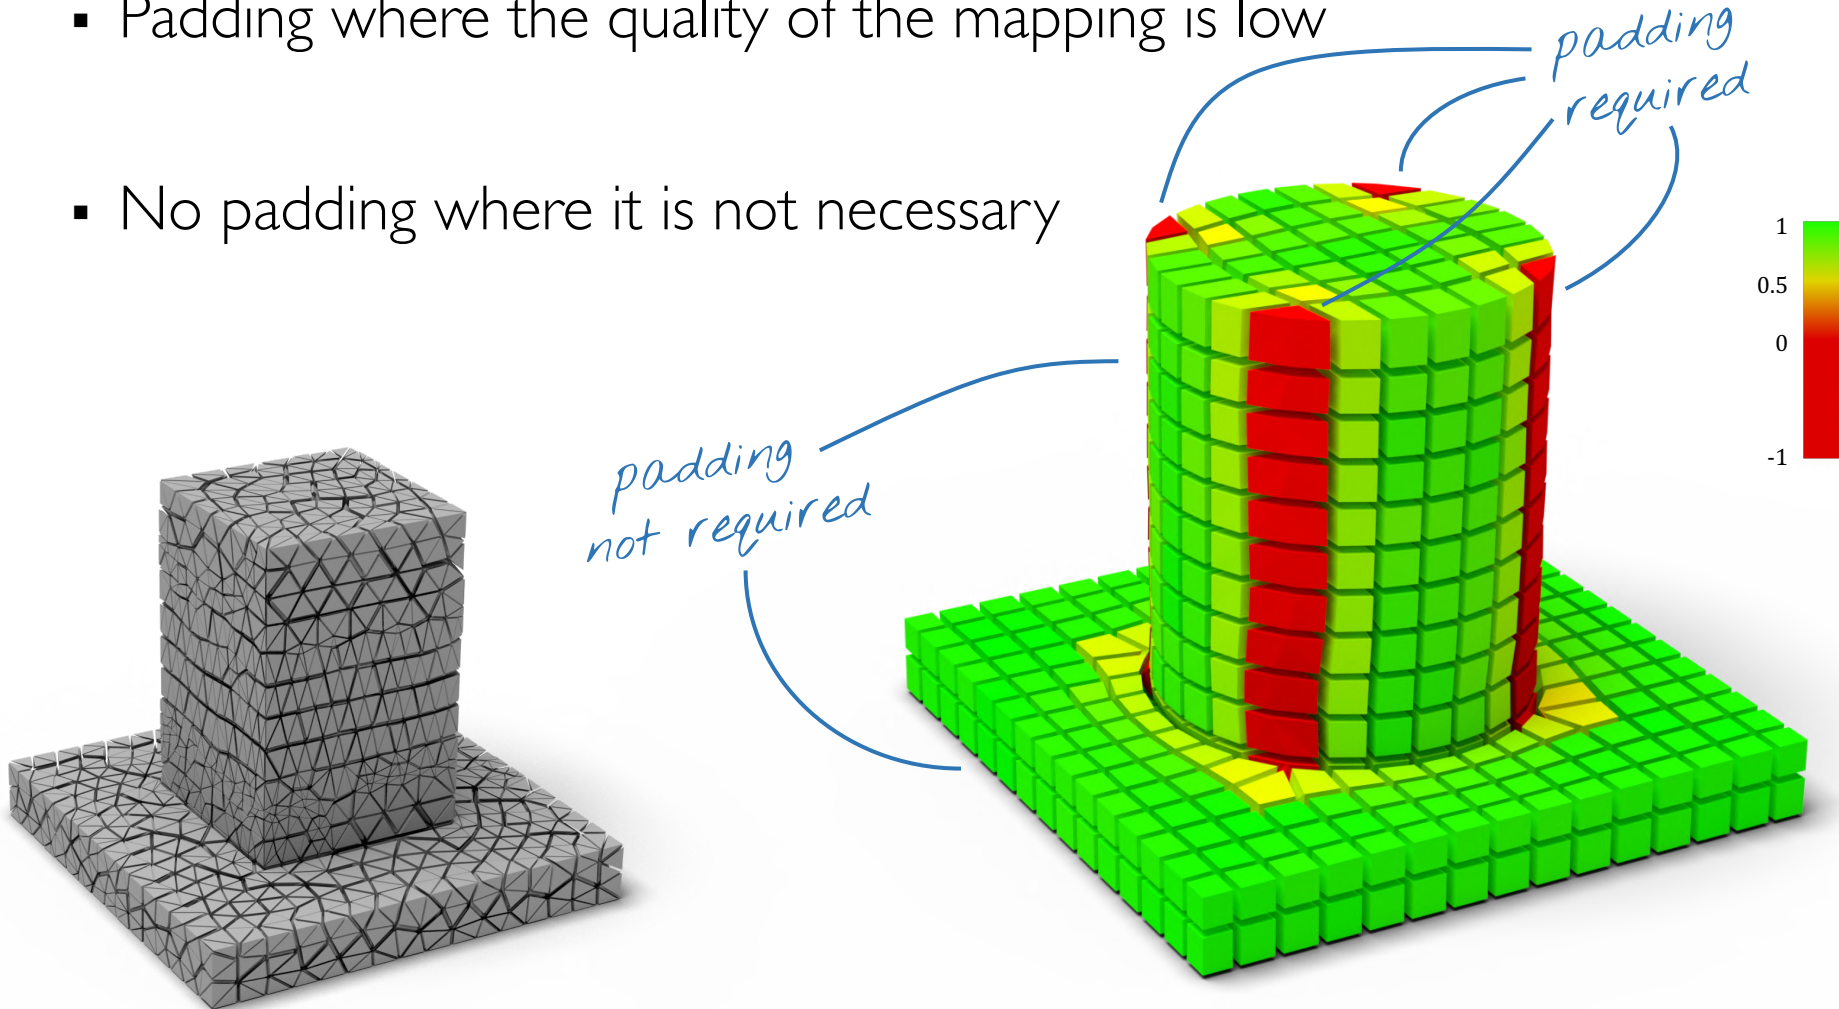 ▪ Padding where the quality of the mapping is low
▪ No padding where it is not necessary
padding
required
padding
not required
1
0.5
0
-1